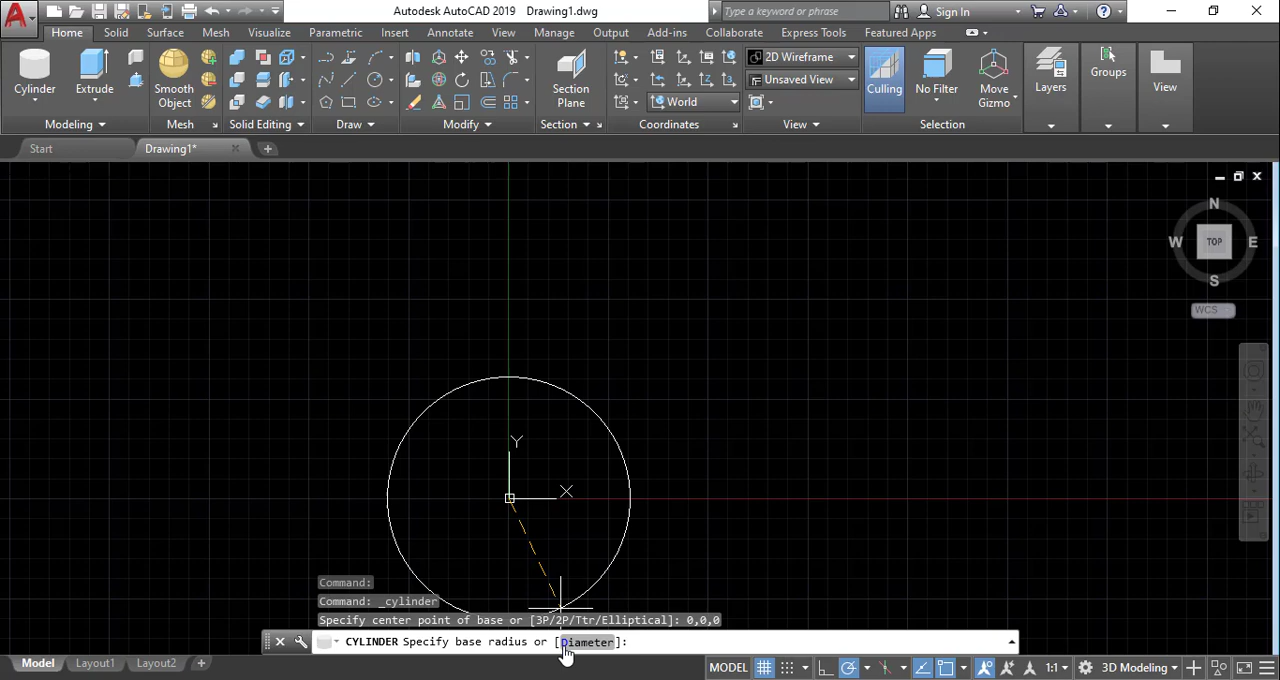 Autodesk AutoCAD 2019 Drawing1.dwg
Type a keyword or phrase
Sign In
Home Solid Surface Mesh Visualize Parametric Insert Annotate View Manage Output Add-ins Collaborate Express Tools Featured Apps
Cylinder
Extrude
Smooth
Object
Section
Plane
2D Wireframe
Unsaved View
World
Culling
No Filter
Move
Gizmo
Layers
Groups
View
Modeling Mesh Solid Editing Draw Modify Section Coordinates View Selection
Start Drawing1*
N
W TOP E
S
WCS
Y
X
Command:
Command: _cylinder
Specify center point of base or [3P/2P/Ttr/Elliptical]: 0,0,0
CYLINDER Specify base radius or [Diameter]:
Model Layout1 Layout2 +
MODEL 1:1 3D Modeling